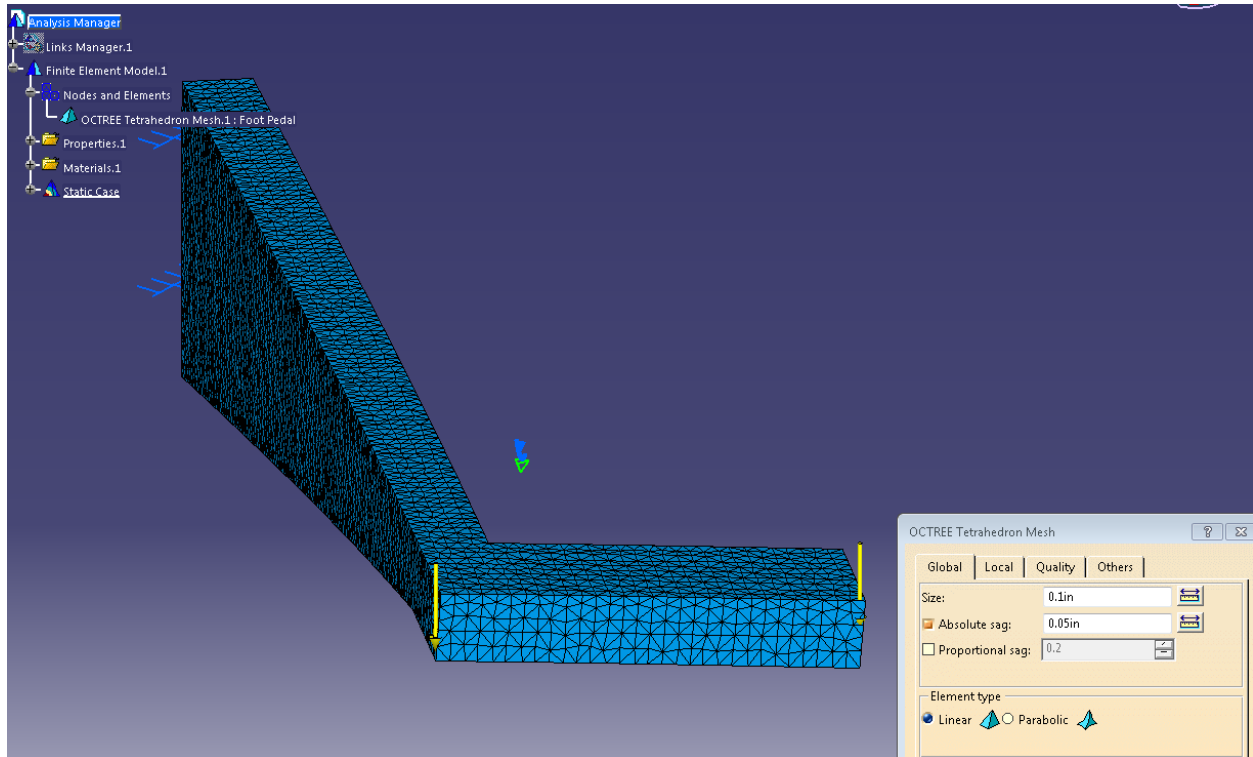 Analysis Manager
Links Manager.1
Finite Element Model.1
Nodes and Elements
OCTREE Tetrahedron Mesh.1 : Foot Pedal
Properties.1
Materials.1
Static Case
OCTREE Tetrahedron Mesh
?
Global Local Quality Others
Size: 0.1in
Absolute sag: 0.05in
Proportional sag: 0.2
Element type
Linear Parabolic